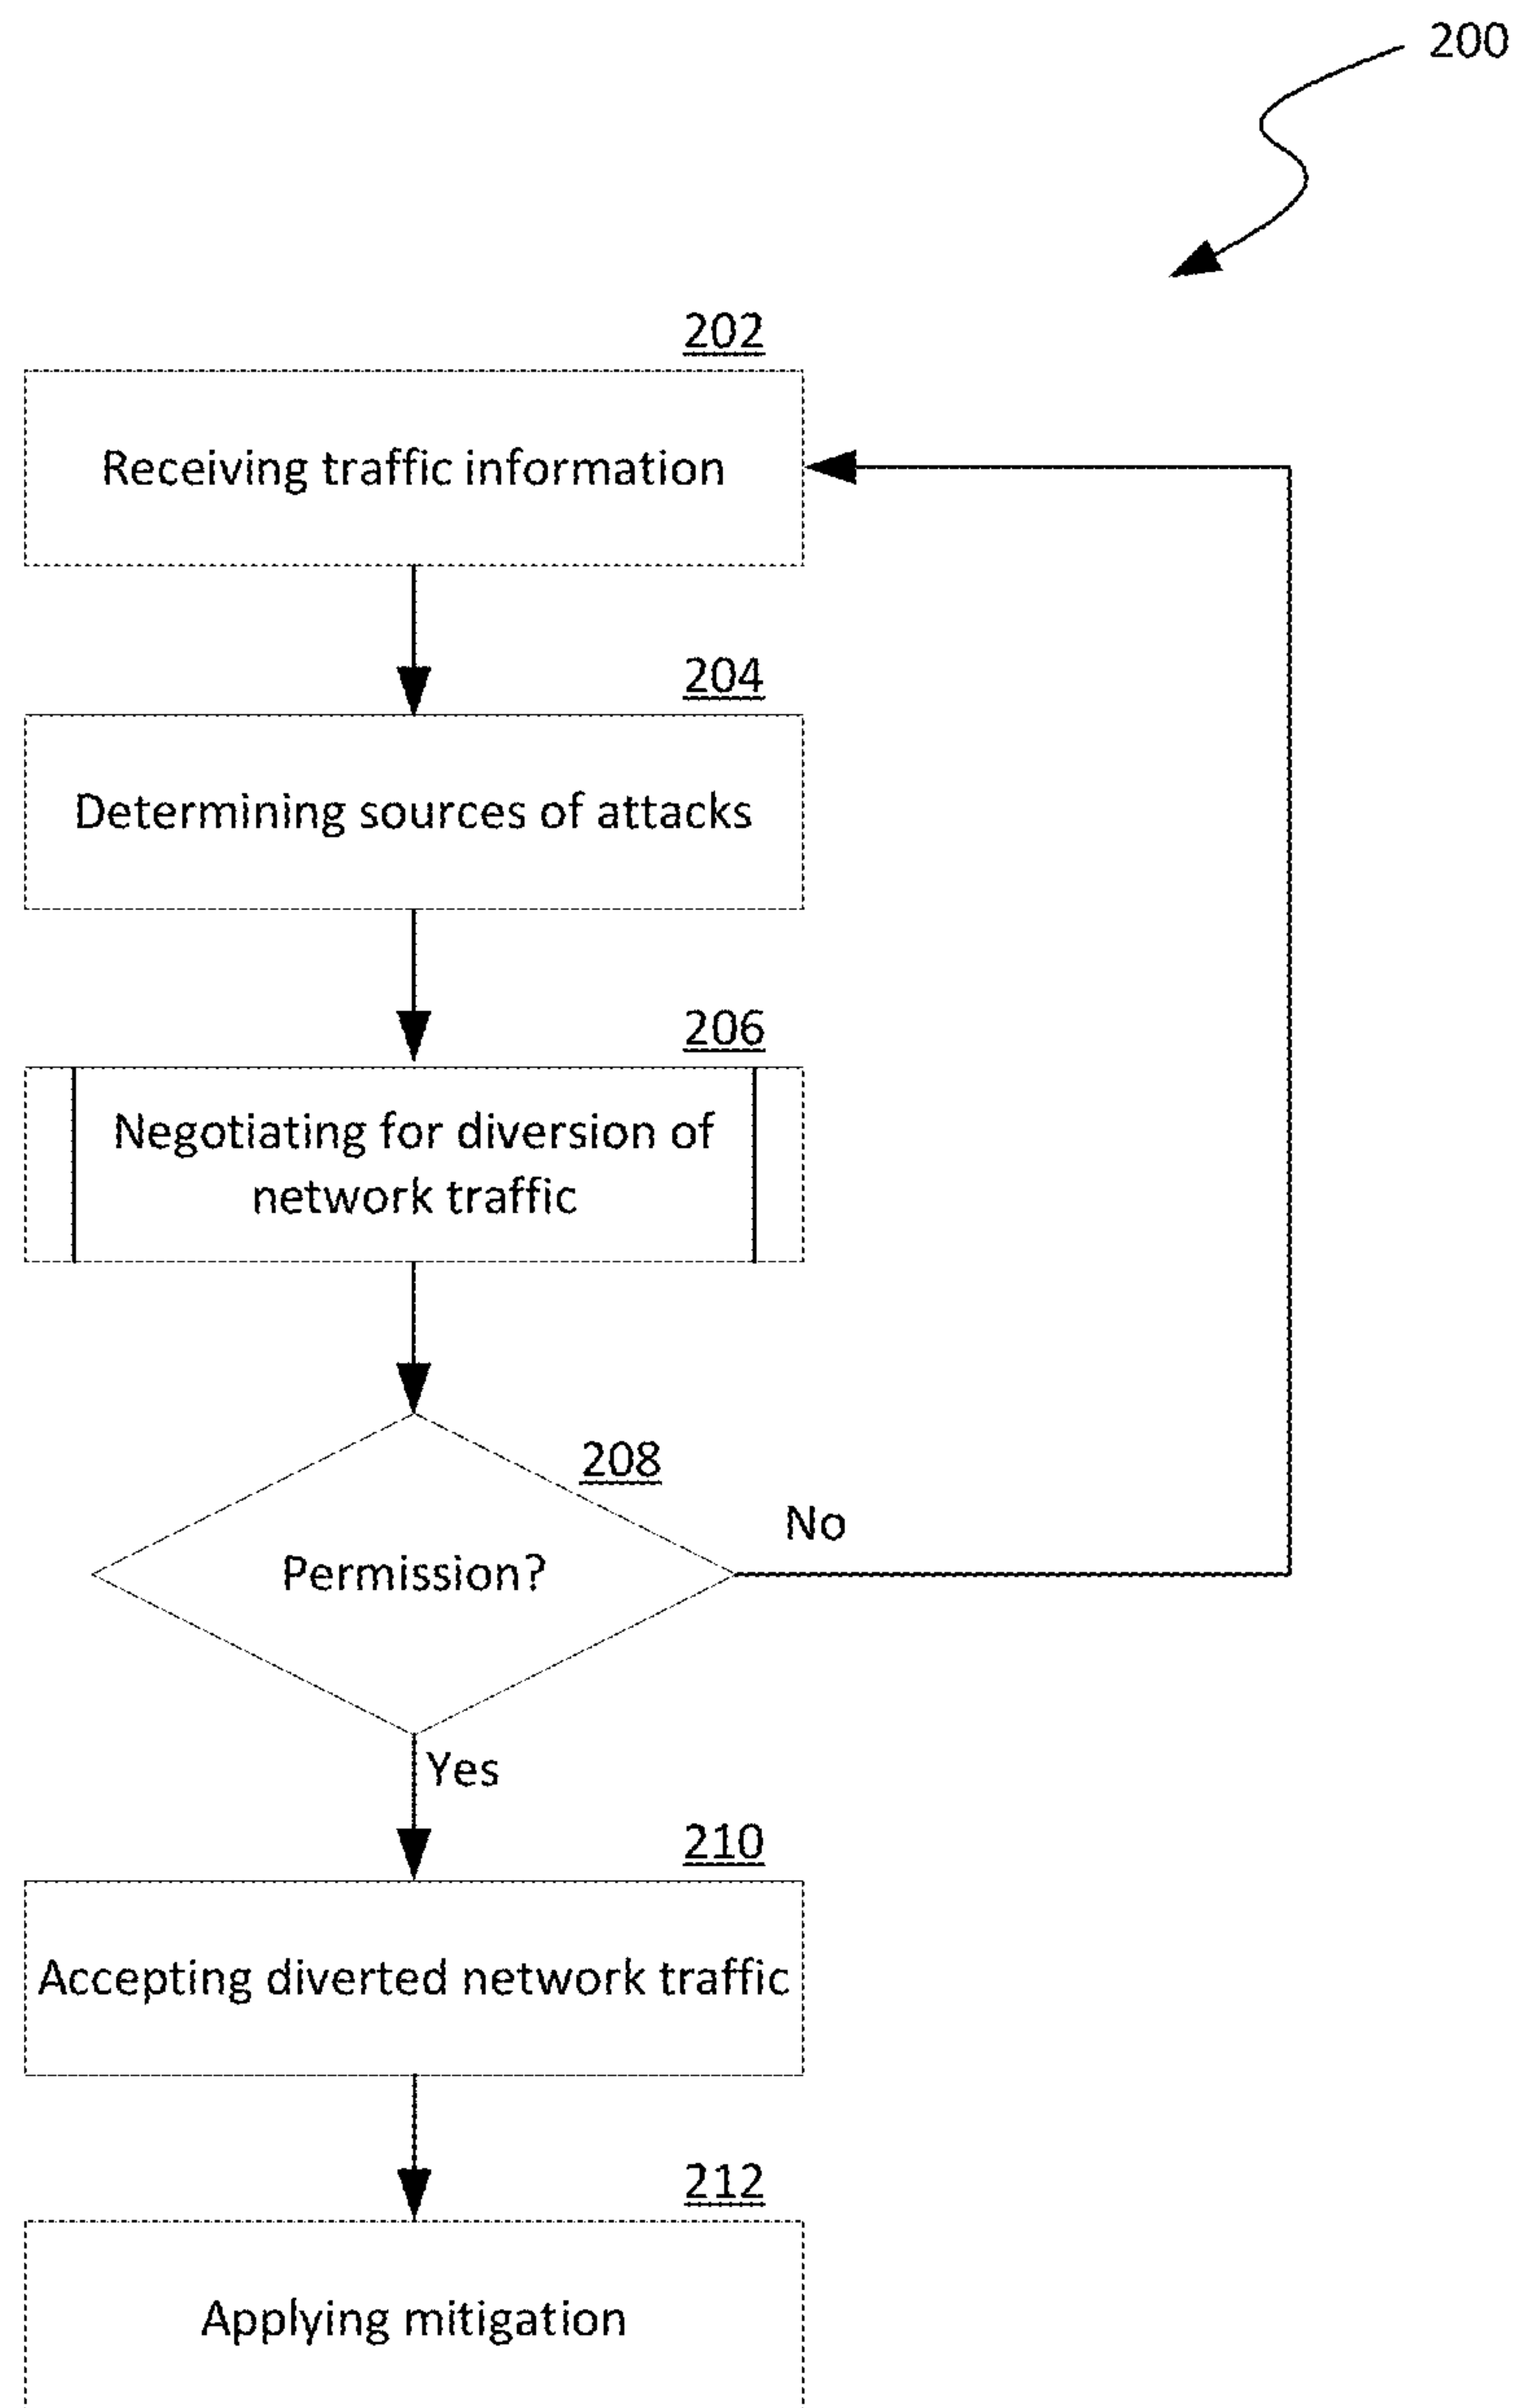 200
202
Receiving traffic information
204
Determining sources of attacks
206
Negotiating for diversion of
network traffic
208
Permission?
No
Yes
210
Accepting diverted network traffic
212
Applying mitigation